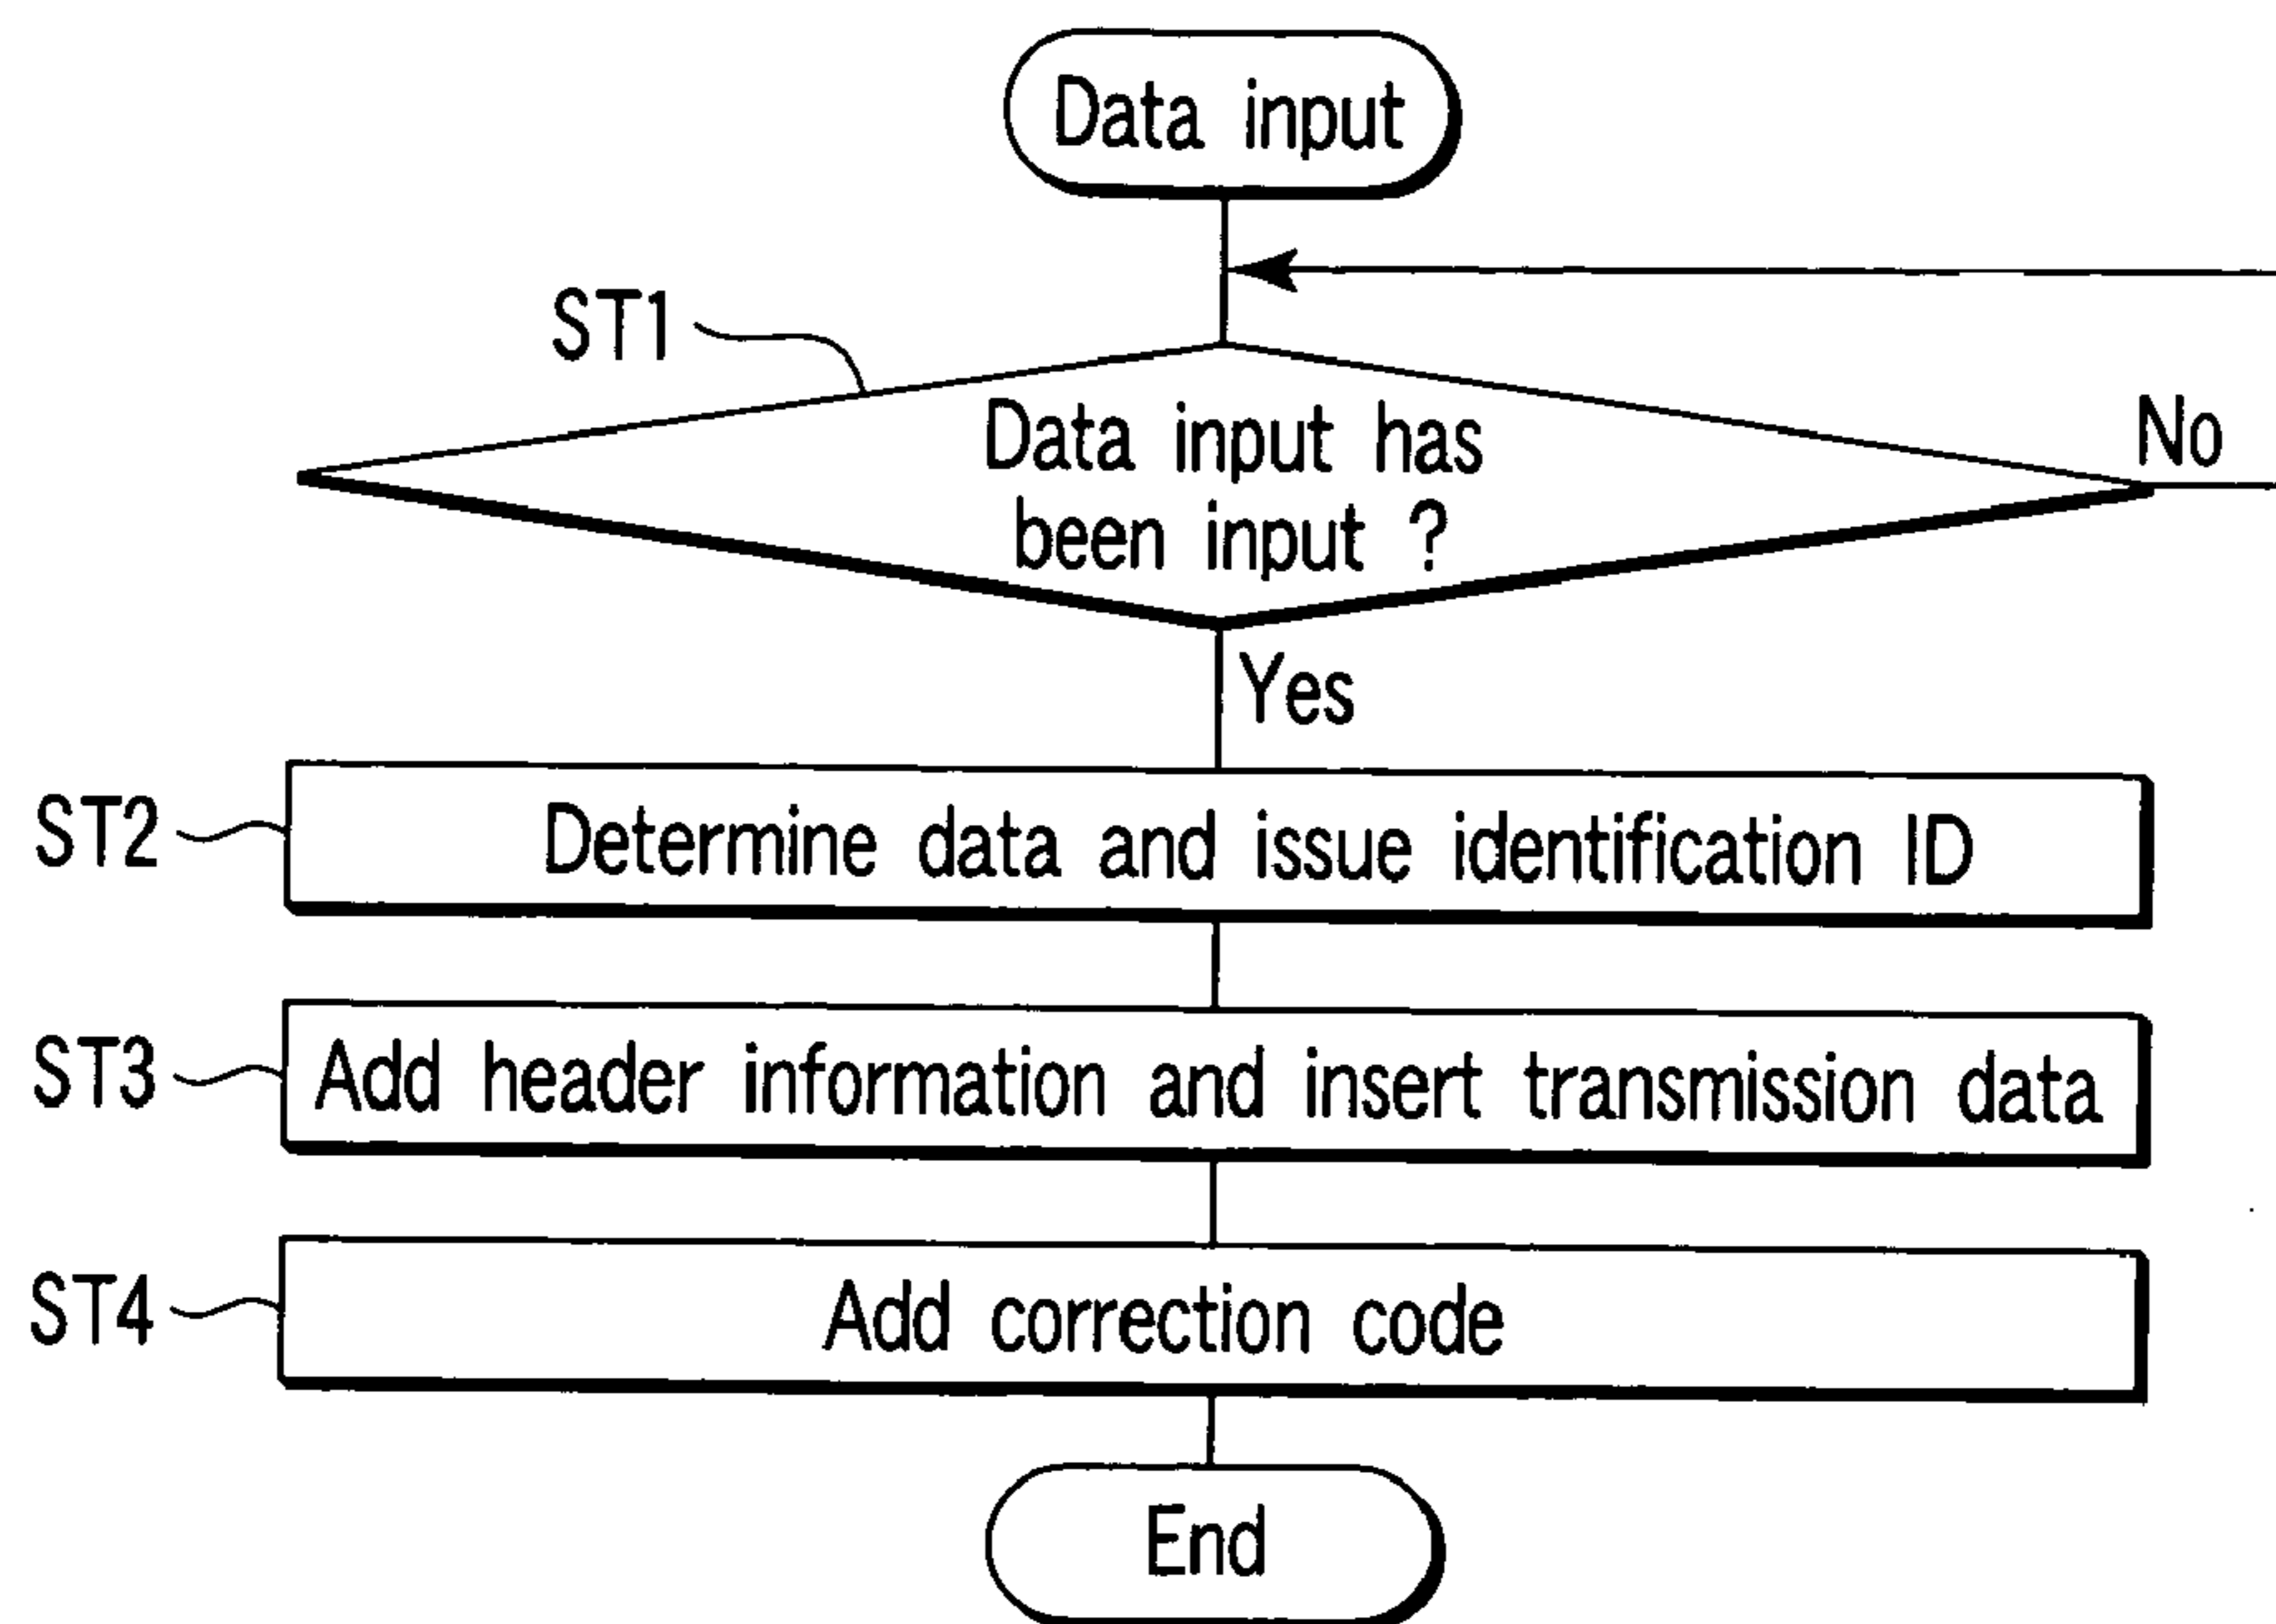 Data input
ST1
Data input has
been input ?
No
Yes
ST2
Determine data and issue identification ID
ST3
Add header information and insert transmission data
ST4
Add correction code
End